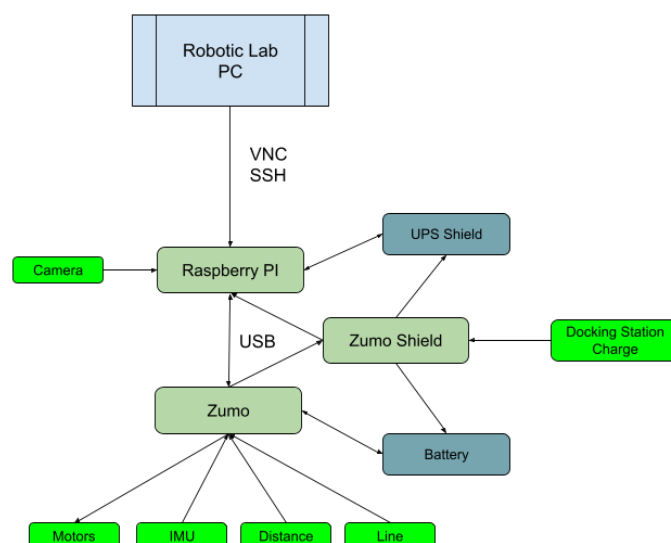 Robotic Lab
PC
VNC
SSH
UPS Shield
Camera
Raspberry PI
USB
Zumo Shield
Docking Station
Charge
Zumo
Battery
Motors
IMU
Distance
Line